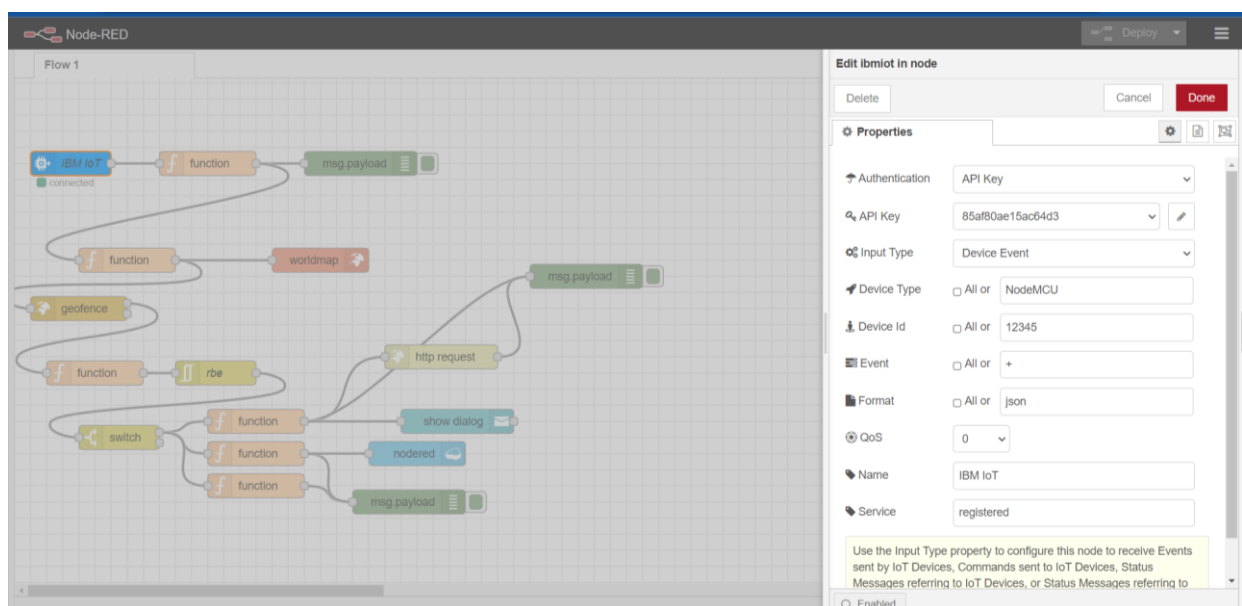 Node-RED
Deploy
Flow 1
IBM IoT
connected
function
msg.payload
function
worldmap
msg.payload
geofence
http request
function
rbe
switch
function
show dialog
function
nodered
function
msg.payload
Edit ibmiot in node
Delete
Cancel
Done
Properties
Authentication API Key
API Key 85af80ae15ac64d3
Input Type Device Event
Device Type All or NodeMCU
Device Id All or 12345
Event All or +
Format All or json
QoS 0
Name IBM IoT
Service registered
Use the Input Type property to configure this node to receive Events
sent by IoT Devices, Commands sent to IoT Devices, Status
Messages referring to IoT Devices, or Status Messages referring to
Enabled